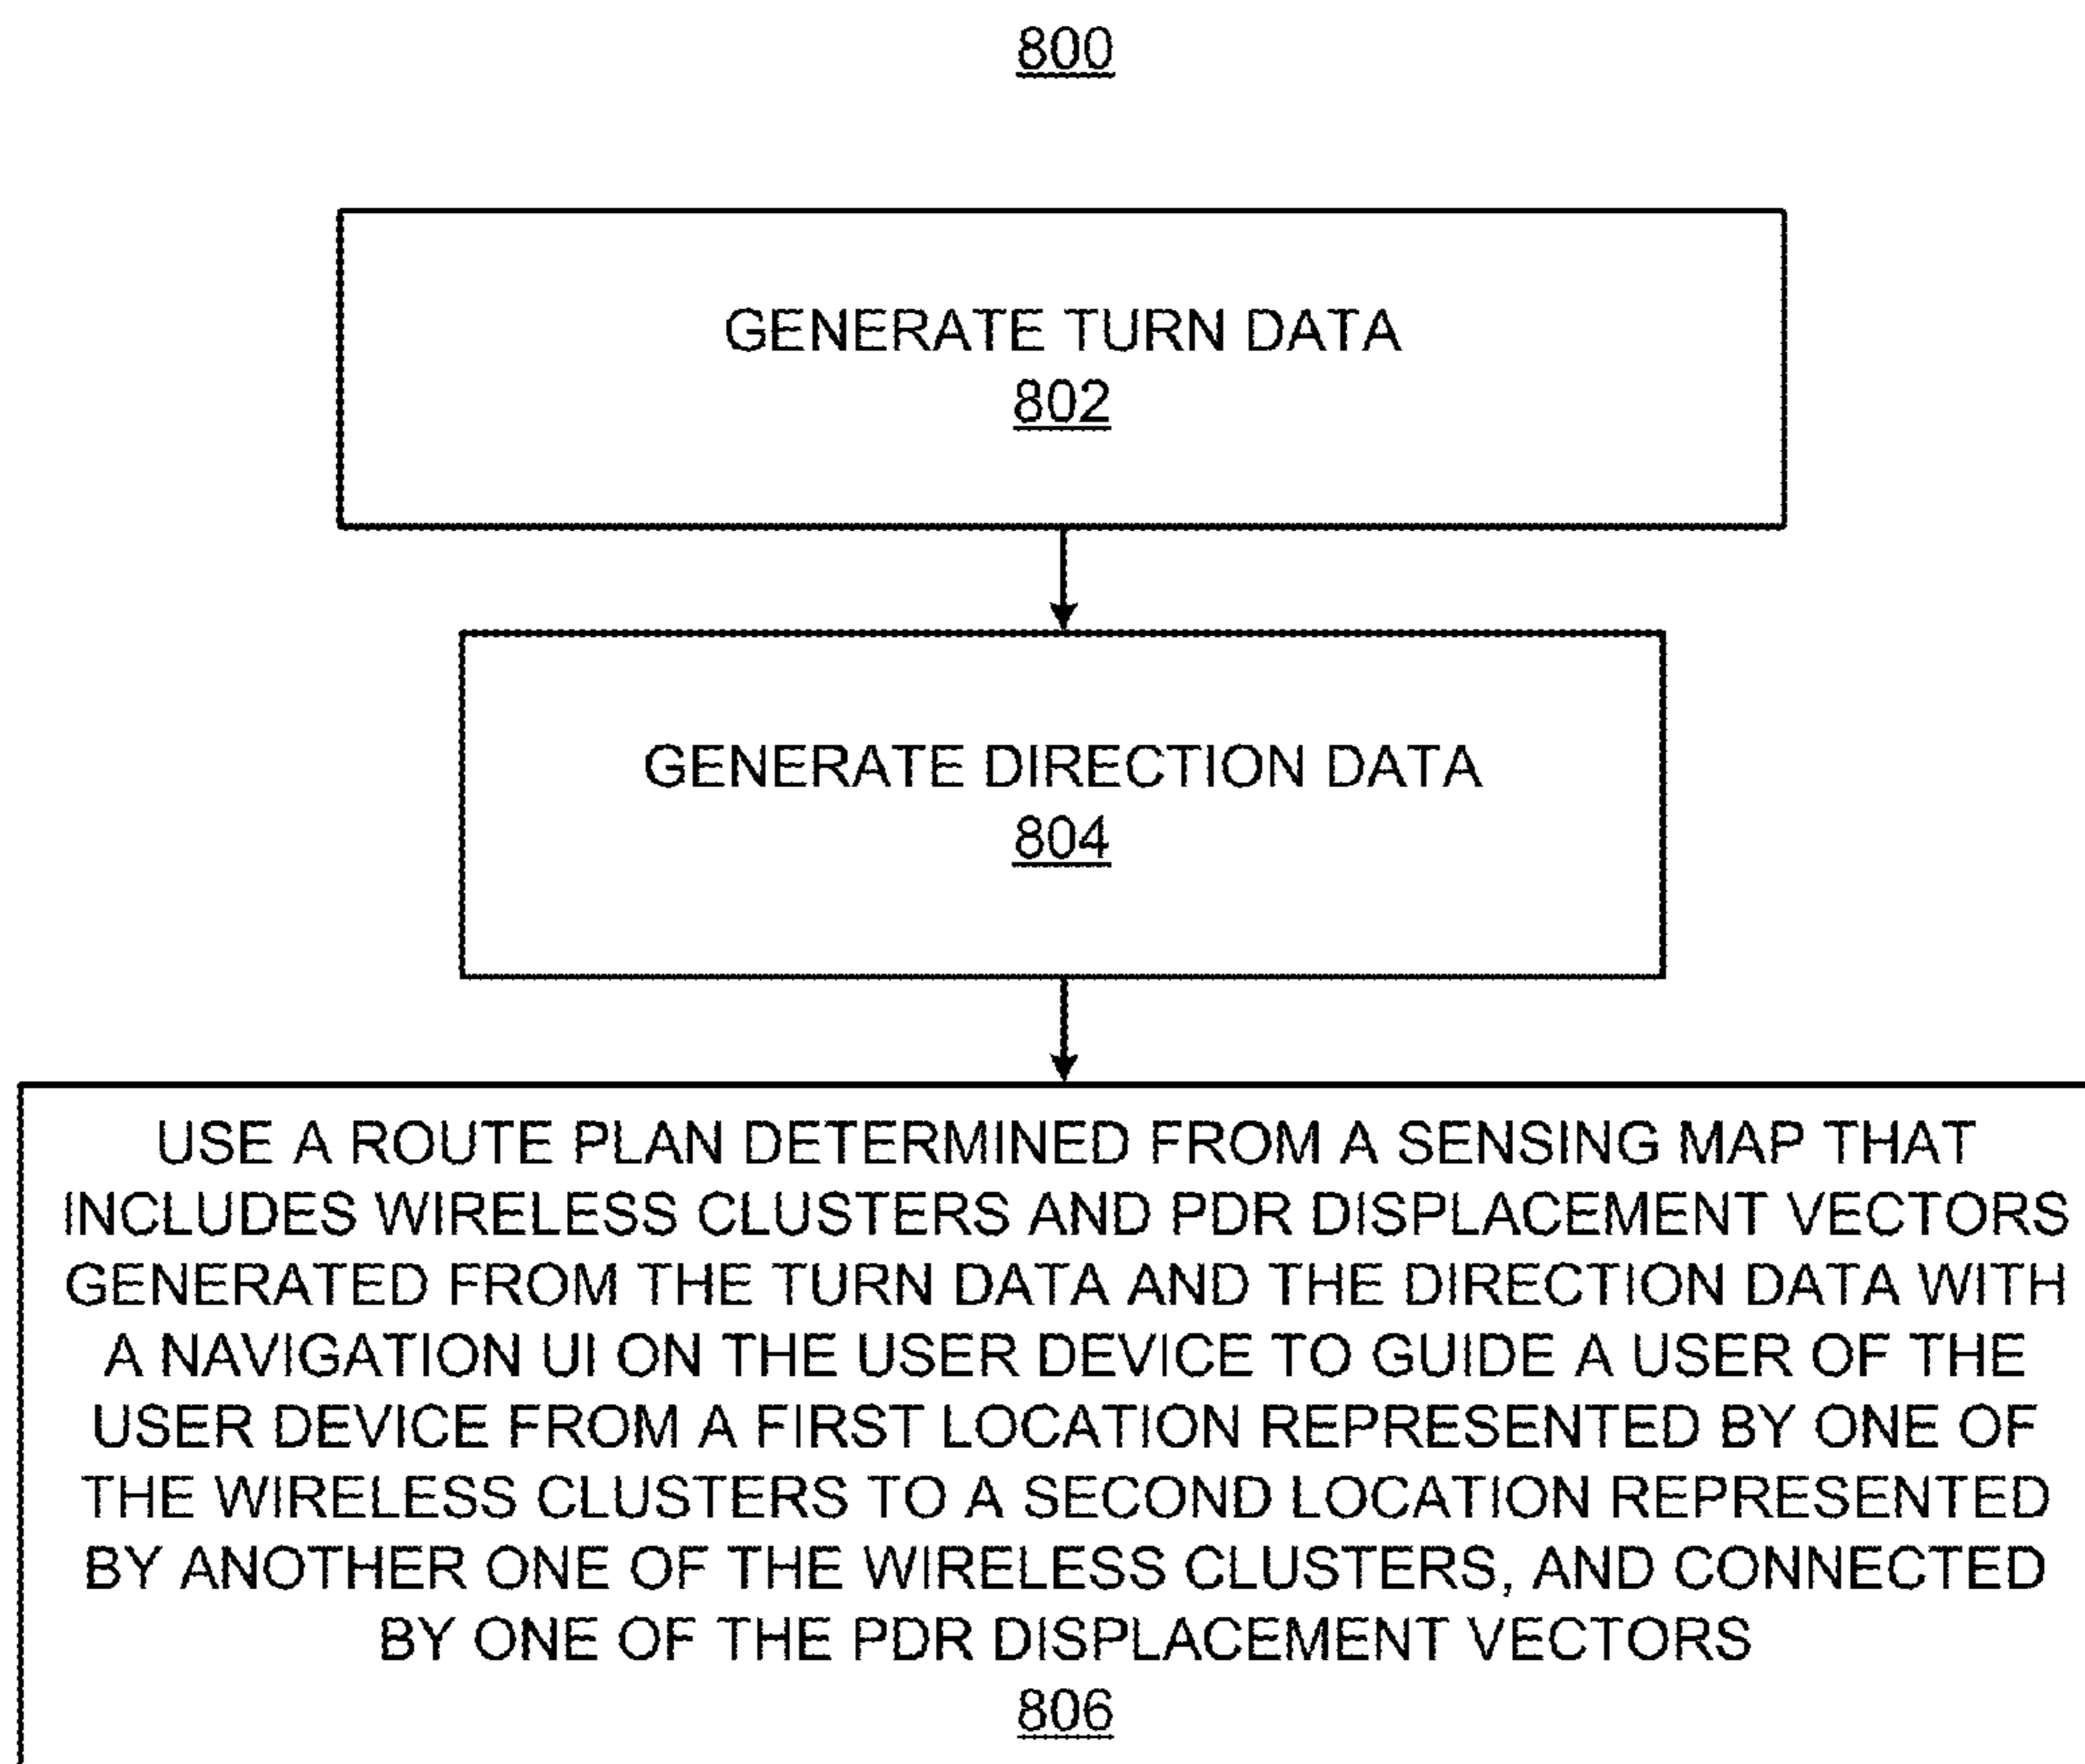 800
GENERATE TURN DATA
802
GENERATE DIRECTION DATA
804
USE A ROUTE PLAN DETERMINED FROM A SENSING MAP THAT
INCLUDES WIRELESS CLUSTERS AND PDR DISPLACEMENT VECTORS
GENERATED FROM THE TURN DATA AND THE DIRECTION DATA WITH
A NAVIGATION UI ON THE USER DEVICE TO GUIDE A USER OF THE
USER DEVICE FROM A FIRST LOCATION REPRESENTED BY ONE OF
THE WIRELESS CLUSTERS TO A SECOND LOCATION REPRESENTED
BY ANOTHER ONE OF THE WIRELESS CLUSTERS, AND CONNECTED
BY ONE OF THE PDR DISPLACEMENT VECTORS
806